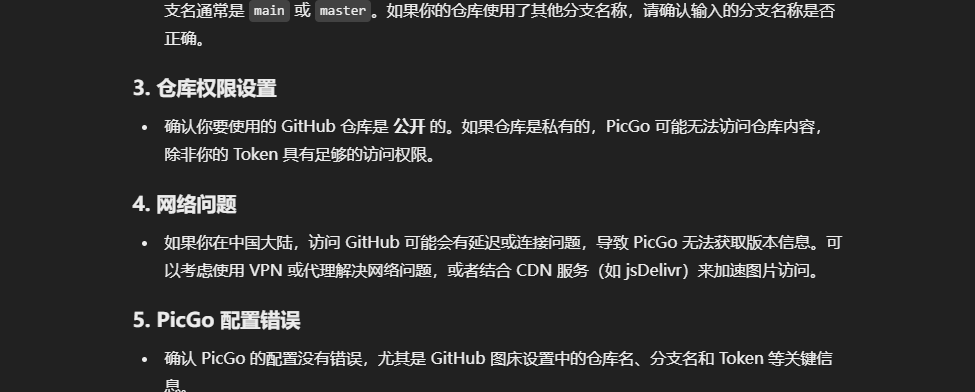 支名通常是 main 或 master。如果你的仓库使用了其他分支名称，请确认输入的分支名称是否
正确。
3. 仓库权限设置
• 确认你要使用的 GitHub 仓库是 公开 的。如果仓库是私有的，PicGo 可能无法访问仓库内容，
除非你的 Token 具有足够的访问权限。
4. 网络问题
• 如果你在中国大陆，访问 GitHub 可能会有延迟或连接问题，导致 PicGo 无法获取版本信息。可
以考虑使用 VPN 或代理解决网络问题，或者结合 CDN 服务（如 jsDelivr）来加速图片访问。
5. PicGo 配置错误
• 确认 PicGo 的配置没有错误，尤其是 GitHub 图床设置中的仓库名、分支名和 Token 等关键信
息。